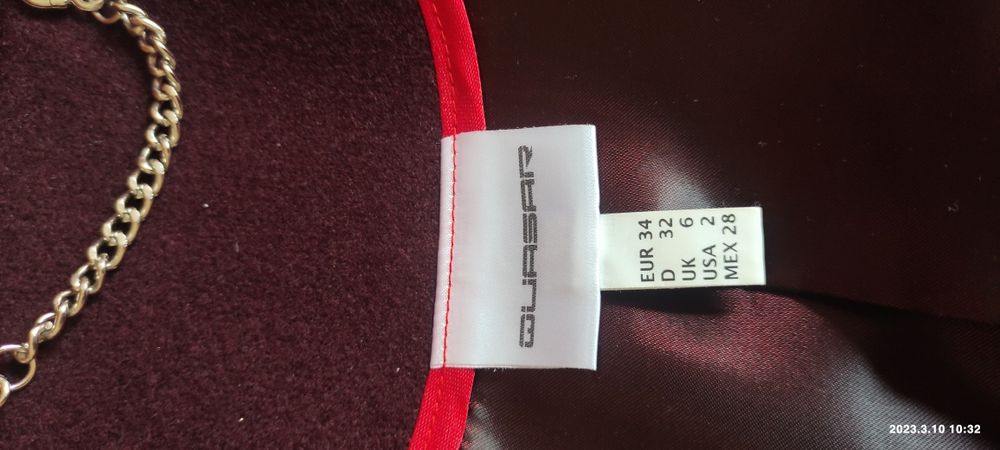 QUASAR
EUR 34
D 32
UK 6
USA 2
MEX 28
2023.3.10 10:32